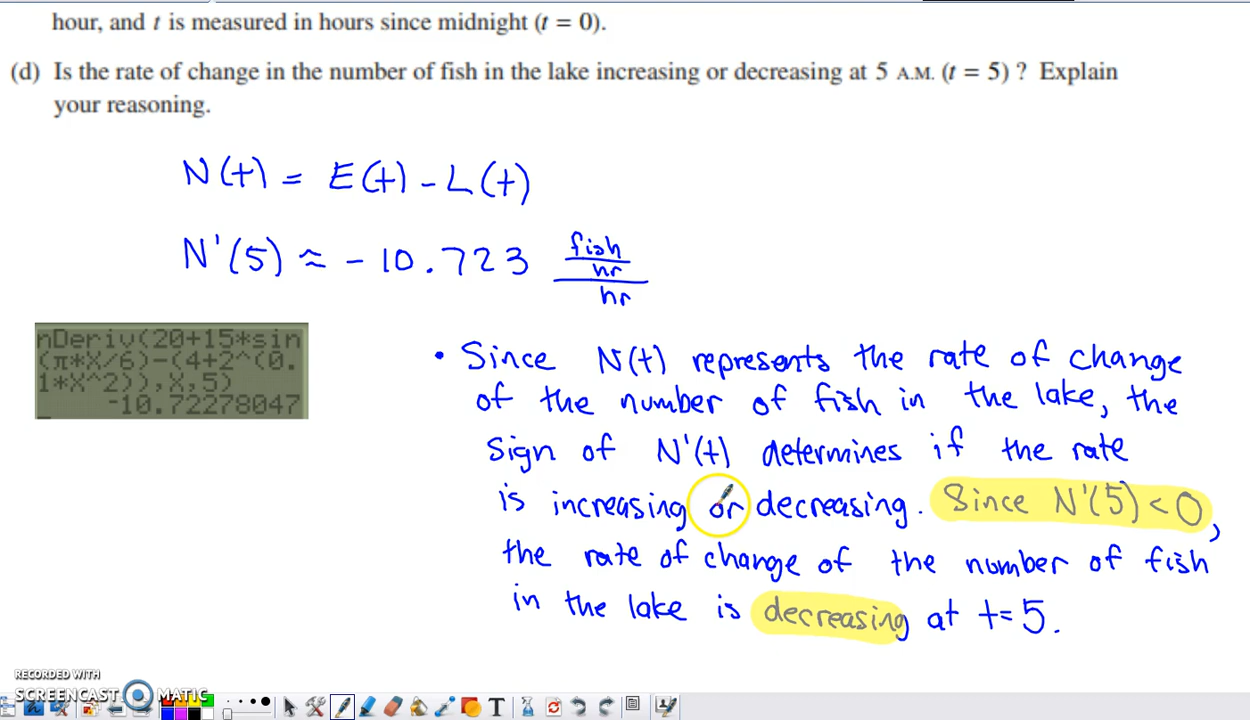 hour, and t is measured in hours since midnight (t = 0).
(d) Is the rate of change in the number of fish in the lake increasing or decreasing at 5 A.M. (t = 5) ? Explain
your reasoning.
N(t) = E(t) - L(t)
N'(5) ≈ - 10.723 fish
hr
hr
nDeriv(20+15*sin
(π*X/6)-(4+2^(0.
1*X^2)),X,5)
-10.72278047
• Since N(t) represents the rate of change
of the number of fish in the lake, the
sign of N'(t) determines if the rate
is increasing or decreasing. Since N'(5) < 0,
the rate of change of the number of fish
in the lake is decreasing at t=5.
RECORDED WITH
SCREENCAST MATIC
T